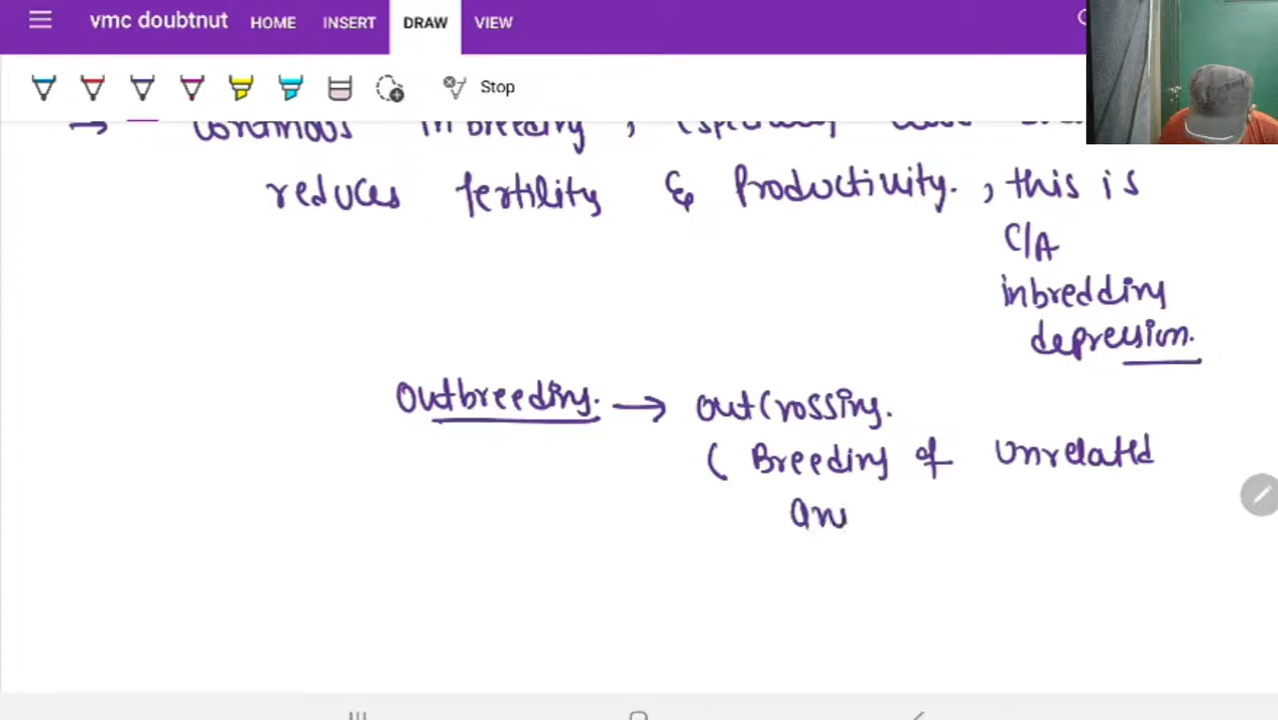 vmc doubtnut HOME INSERT DRAW VIEW
Stop
→ inbreeding,
reduces fertility & Productivity. , this is
C/A
inbredding
depression.
Outbreeding. → outcrossing.
( Breeding of Unrelated